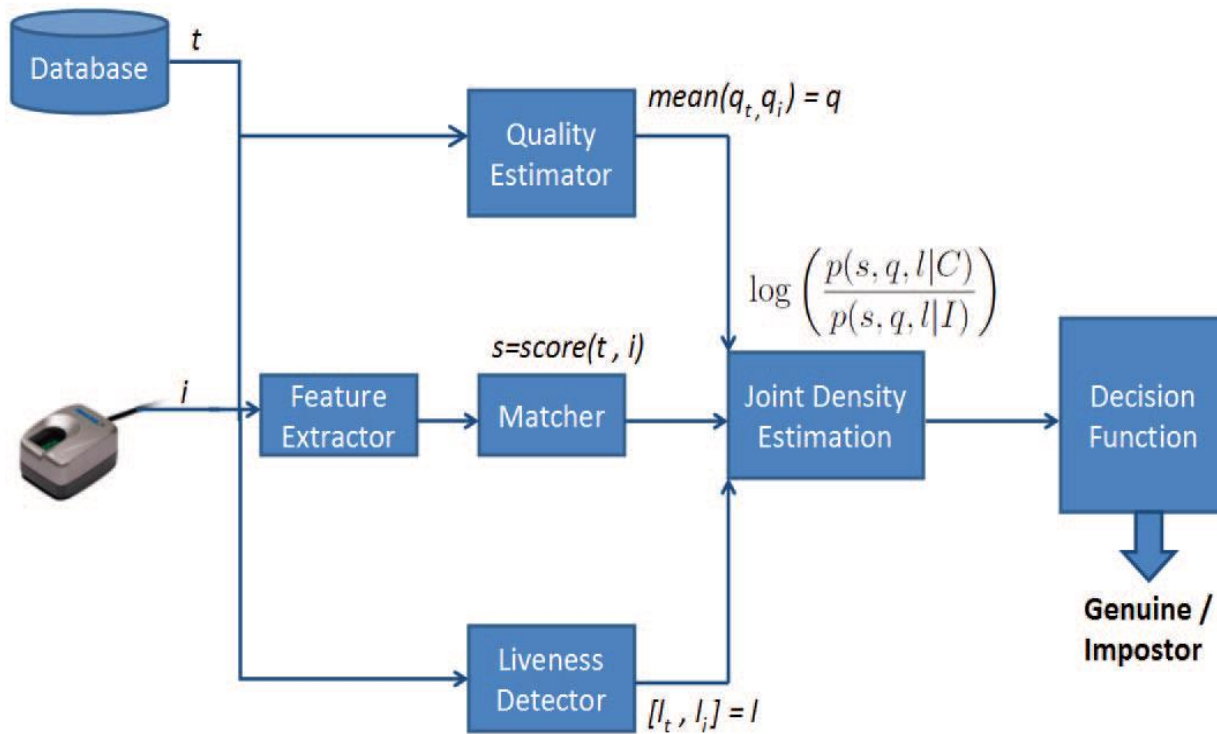 Database
t
mean(q_t, q_i) = q
Quality
Estimator
log ( p(s, q, l|C) / p(s, q, l|I) )
s=score(t , i)
i
Feature
Extractor
Matcher
Joint Density
Estimation
Decision
Function
Genuine /
Impostor
Liveness
Detector
[l_t , l_i] = l